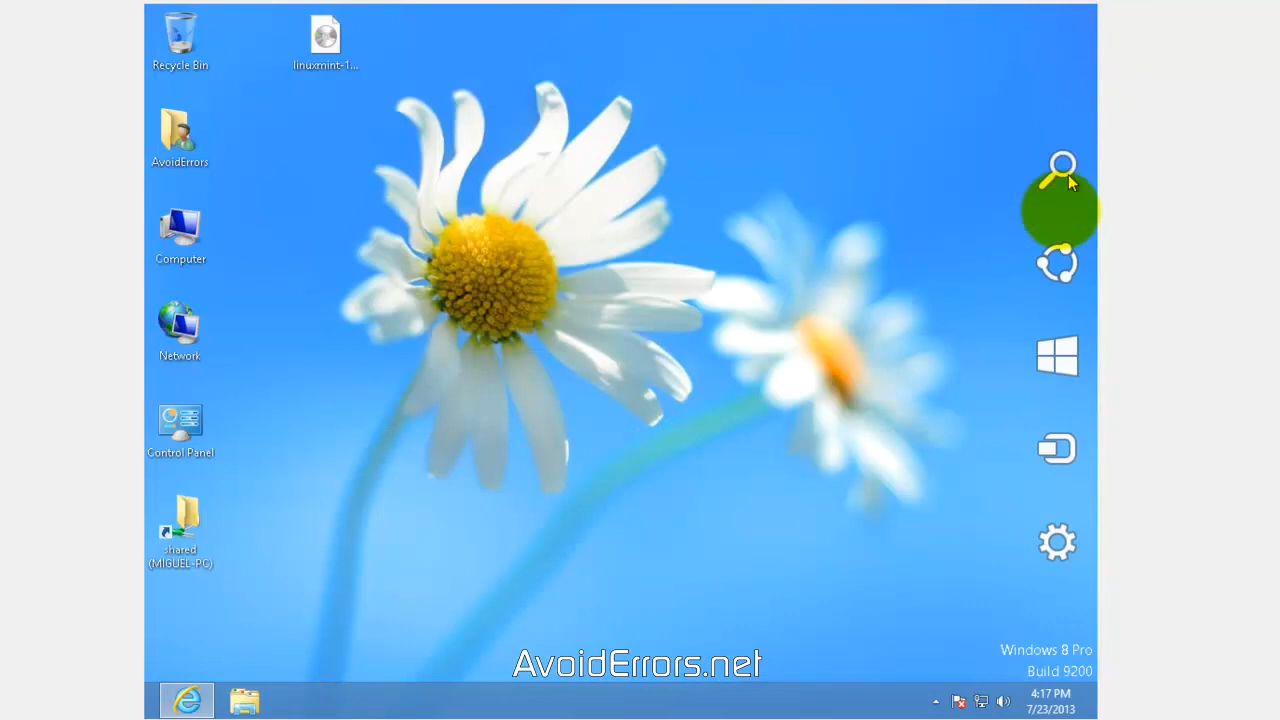 Recycle Bin
linuxmint-1...
AvoidErrors
Computer
Network
Control Panel
shared
(MIGUEL-PC)
AvoidErrors.net
Windows 8 Pro
Build 9200
4:17 PM
7/23/2013